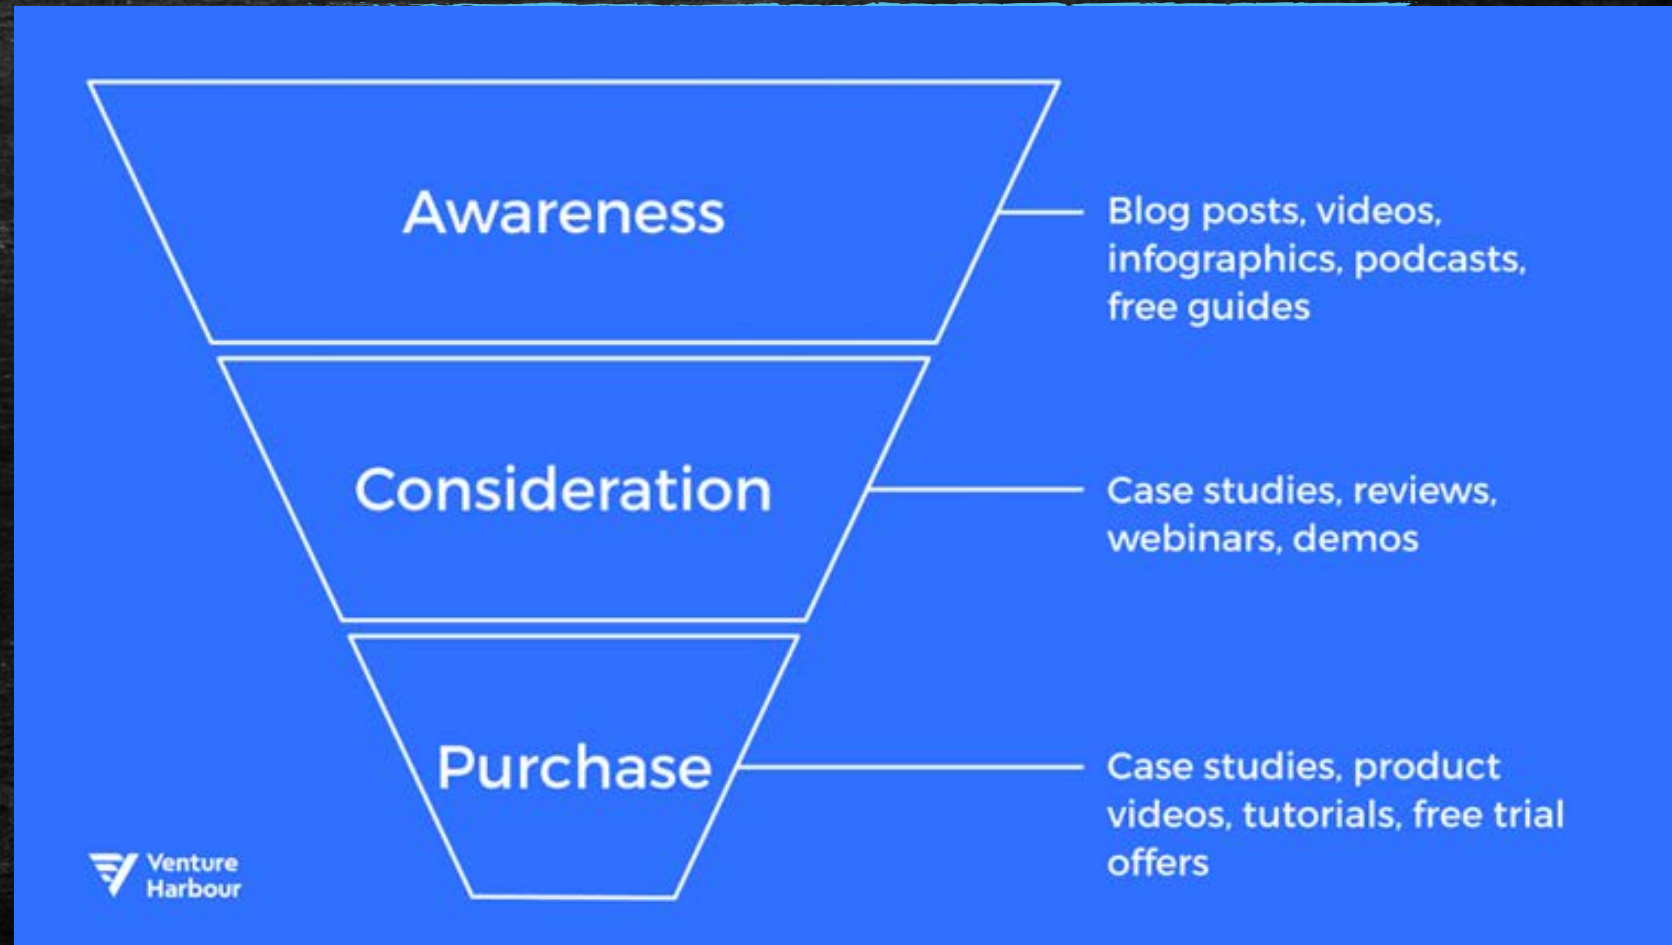 Awareness
Blog posts, videos,
infographics, podcasts,
free guides
Consideration
Case studies, reviews,
webinars, demos
Purchase
Case studies, product
videos, tutorials, free trial
offers
Venture
Harbour